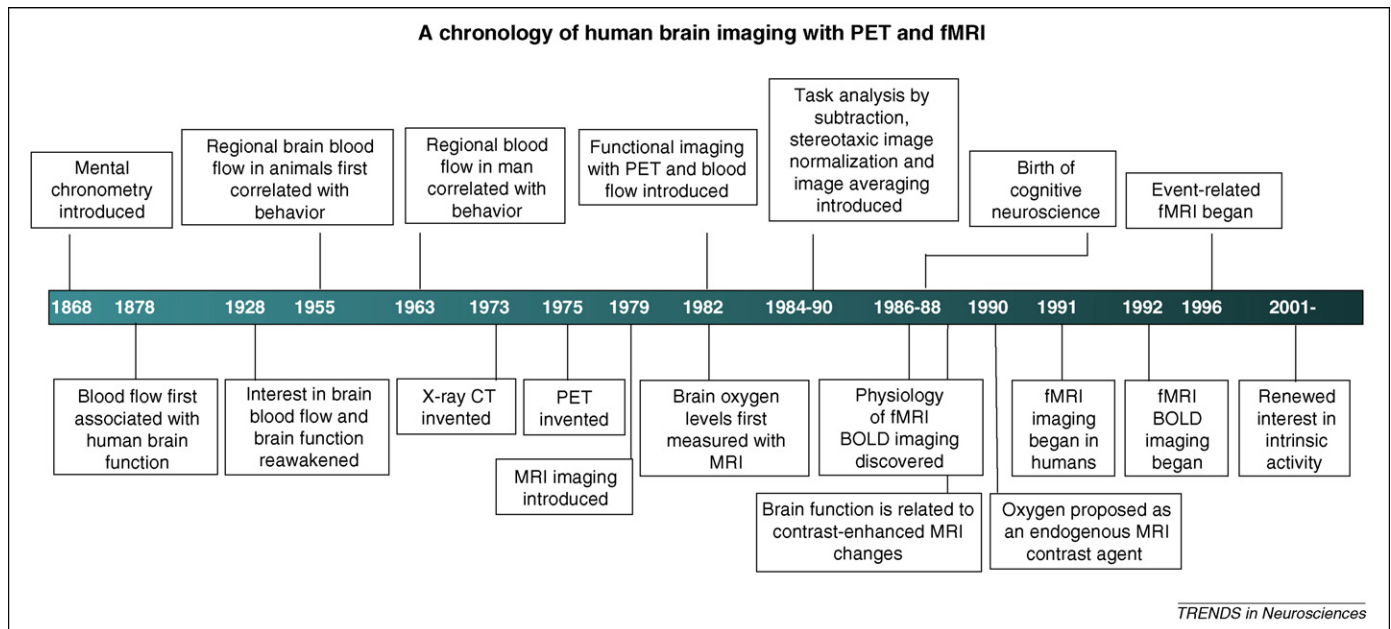 A chronology of human brain imaging with PET and fMRI
Mental
chronometry
introduced
Regional brain blood
flow in animals first
correlated with
behavior
Regional blood
flow in man
correlated with
behavior
Functional imaging
with PET and blood
flow introduced
Task analysis by
subtraction,
stereotaxic image
normalization and
image averaging
introduced
Birth of
cognitive
neuroscience
Event-related
fMRI began
1868 1878 1928 1955 1963 1973 1975 1979 1982 1984-90 1986-88 1990 1991 1992 1996 2001-
Blood flow first
associated with
human brain
function
Interest in brain
blood flow and
brain function
reawakened
X-ray CT
invented
PET
invented
MRI imaging
introduced
Brain oxygen
levels first
measured with
MRI
Physiology
of fMRI
BOLD imaging
discovered
Brain function is related to
contrast-enhanced MRI
changes
Oxygen proposed as
an endogenous MRI
contrast agent
fMRI
imaging
began in
humans
fMRI
BOLD
imaging
began
Renewed
interest in
intrinsic
activity
TRENDS in Neurosciences